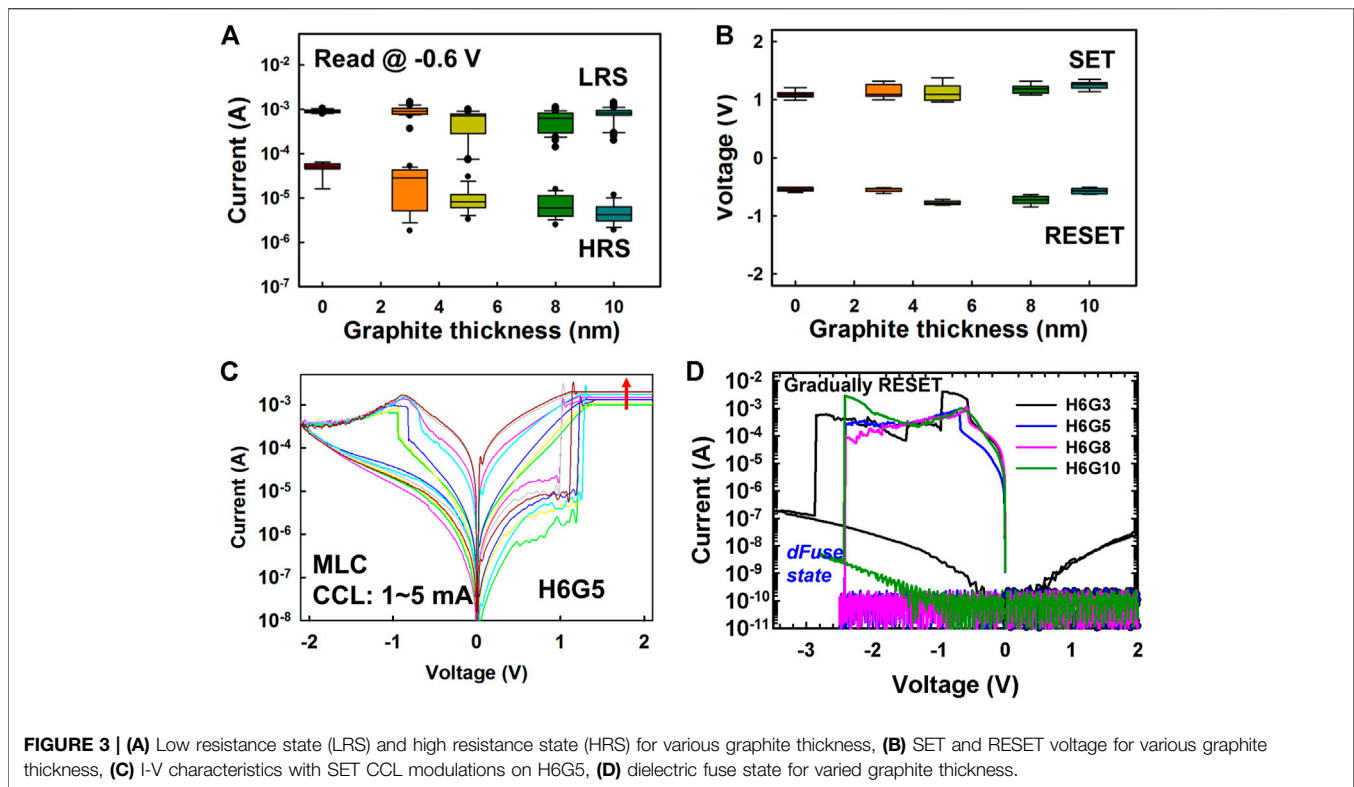 A
Read @ -0.6 V
LRS
HRS
Current (A)
10-2
10-3
10-4
10-5
10-6
10-7
0 2 4 6 8 10
Graphite thickness (nm)
B
SET
RESET
Voltage (V)
2
1
0
-1
-2
0 2 4 6 8 10
Graphite thickness (nm)
C
Current (A)
10-3
10-4
10-5
10-6
10-7
10-8
MLC
CCL: 1~5 mA
H6G5
-2 -1 0 1 2
Voltage (V)
D
Gradually RESET
H6G3
H6G5
H6G8
H6G10
dFuse
state
Current (A)
10-2
10-3
10-4
10-5
10-6
10-7
10-8
10-9
10-10
10-11
-3 -2 -1 0 1 2
Voltage (V)
FIGURE 3 | (A) Low resistance state (LRS) and high resistance state (HRS) for various graphite thickness, (B) SET and RESET voltage for various graphite
thickness, (C) I-V characteristics with SET CCL modulations on H6G5, (D) dielectric fuse state for varied graphite thickness.